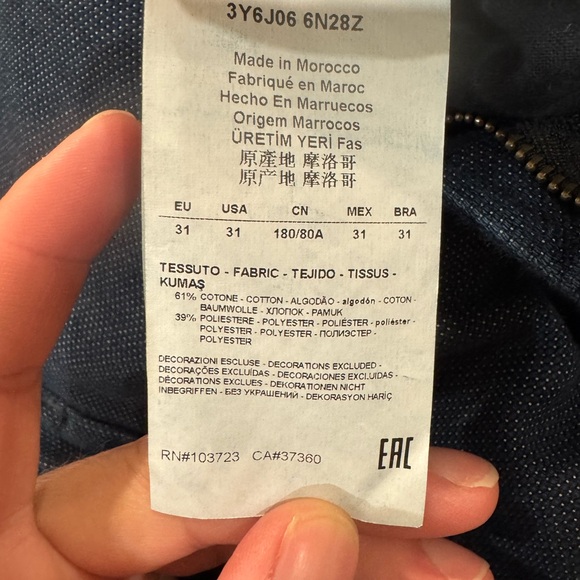 3Y6J06 6N28Z
Made in Morocco
Fabriqué en Maroc
Hecho En Marruecos
Origem Marrocos
ÜRETİM YERİ Fas
原產地 摩洛哥
原产地 摩洛哥
EU USA CN MEX BRA
31 31 180/80A 31 31
TESSUTO - FABRIC - TEJIDO - TISSUS -
KUMAŞ
61% COTONE - COTTON - ALGODÃO - algodón - COTON -
BAUMWOLLE - ХЛОПОК - PAMUK
39% POLIESTERE - POLYESTER - POLIÉSTER - poliéster -
POLYESTER - POLYESTER - ПОЛИЭСТЕР -
POLYESTER
DECORAZIONI ESCLUSE - DECORATIONS EXCLUDED -
DECORAÇÕES EXCLUÍDAS - DECORACIONES EXCLUIDAS -
DÉCORATIONS EXCLUES - DEKORATIONEN NICHT
INBEGRIFFEN - БЕЗ УКРАШЕНИЙ - DEKORASYON HARİÇ
RN#103723 CA#37360
EAC